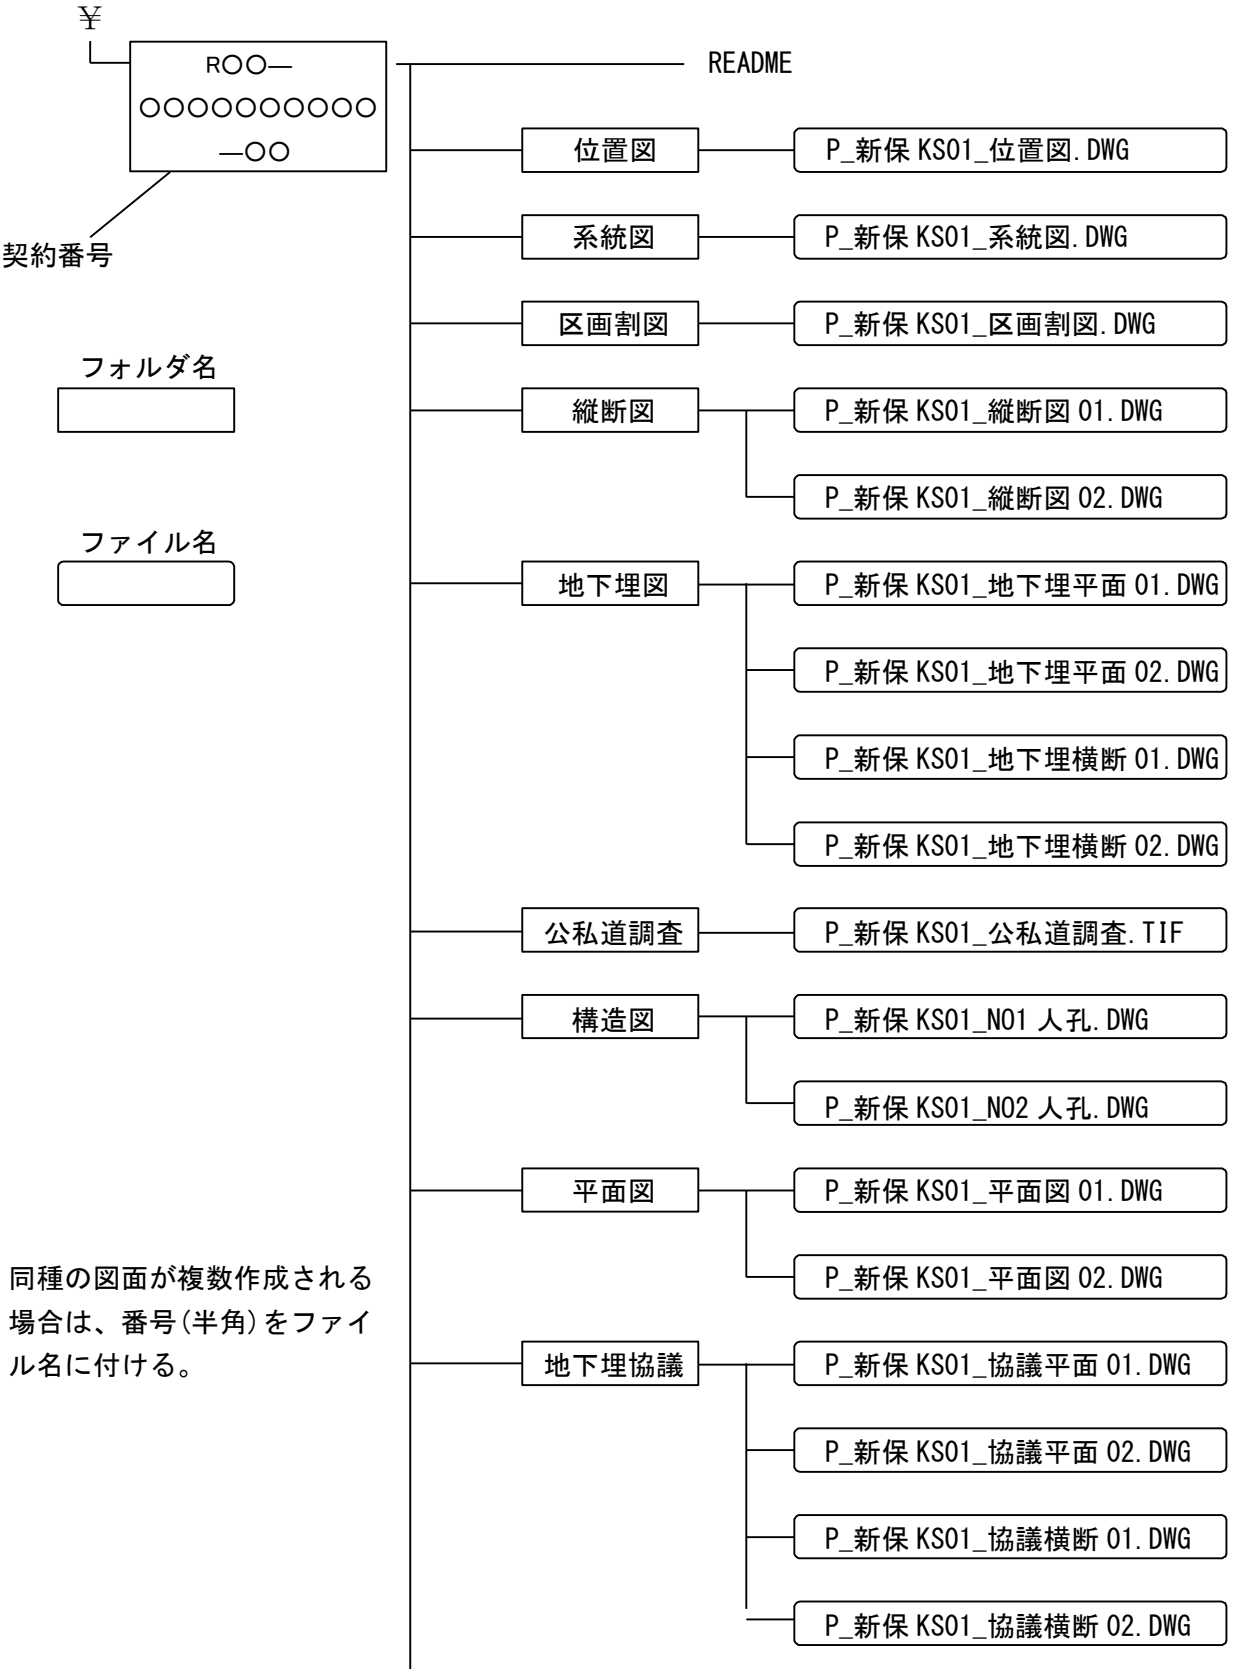 ¥
R〇〇―
〇〇〇〇〇〇〇〇〇〇
―〇〇
契約番号
フォルダ名
ファイル名
同種の図面が複数作成される
場合は、番号(半角)をファイ
ル名に付ける。
README
位置図
P_新保 KS01_位置図.DWG
系統図
P_新保 KS01_系統図.DWG
区画割図
P_新保 KS01_区画割図.DWG
縦断図
P_新保 KS01_縦断図 01.DWG
P_新保 KS01_縦断図 02.DWG
地下埋図
P_新保 KS01_地下埋平面 01.DWG
P_新保 KS01_地下埋平面 02.DWG
P_新保 KS01_地下埋横断 01.DWG
P_新保 KS01_地下埋横断 02.DWG
公私道調査
P_新保 KS01_公私道調査.TIF
構造図
P_新保 KS01_NO1 人孔.DWG
P_新保 KS01_NO2 人孔.DWG
平面図
P_新保 KS01_平面図 01.DWG
P_新保 KS01_平面図 02.DWG
地下埋協議
P_新保 KS01_協議平面 01.DWG
P_新保 KS01_協議平面 02.DWG
P_新保 KS01_協議横断 01.DWG
P_新保 KS01_協議横断 02.DWG